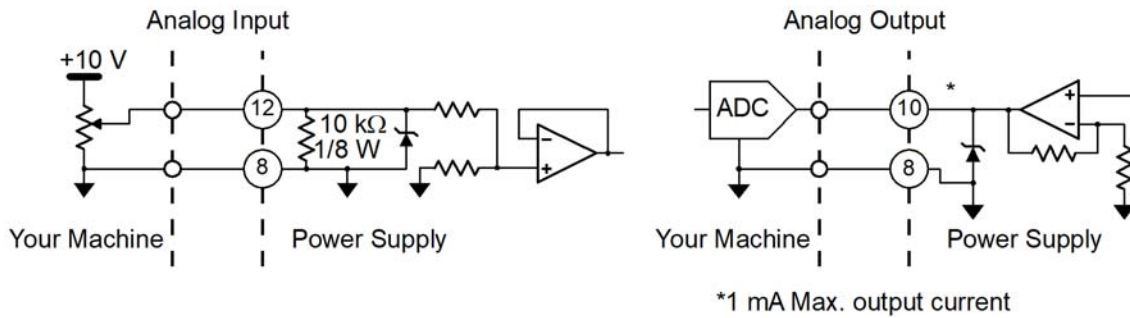 Analog Input
+10 V
12
10 kΩ
1/8 W
8
-
+
Your Machine
Power Supply
Analog Output
ADC
10
*
+
-
8
Your Machine
Power Supply
*1 mA Max. output current